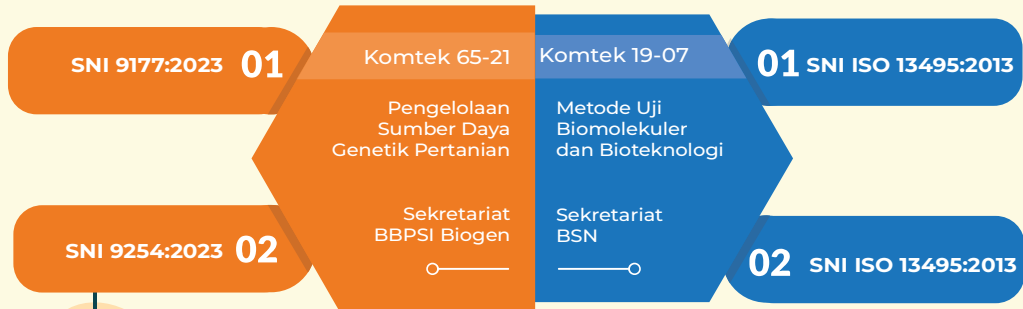 SNI 9177:2023 01
Komtek 65-21
Pengelolaan
Sumber Daya
Genetik Pertanian
Sekretariat
BBPSI Biogen
SNI 9254:2023 02
Komtek 19-07
Metode Uji
Biomolekuler
dan Bioteknologi
Sekretariat
BSN
01 SNI ISO 13495:2013
02 SNI ISO 13495:2013